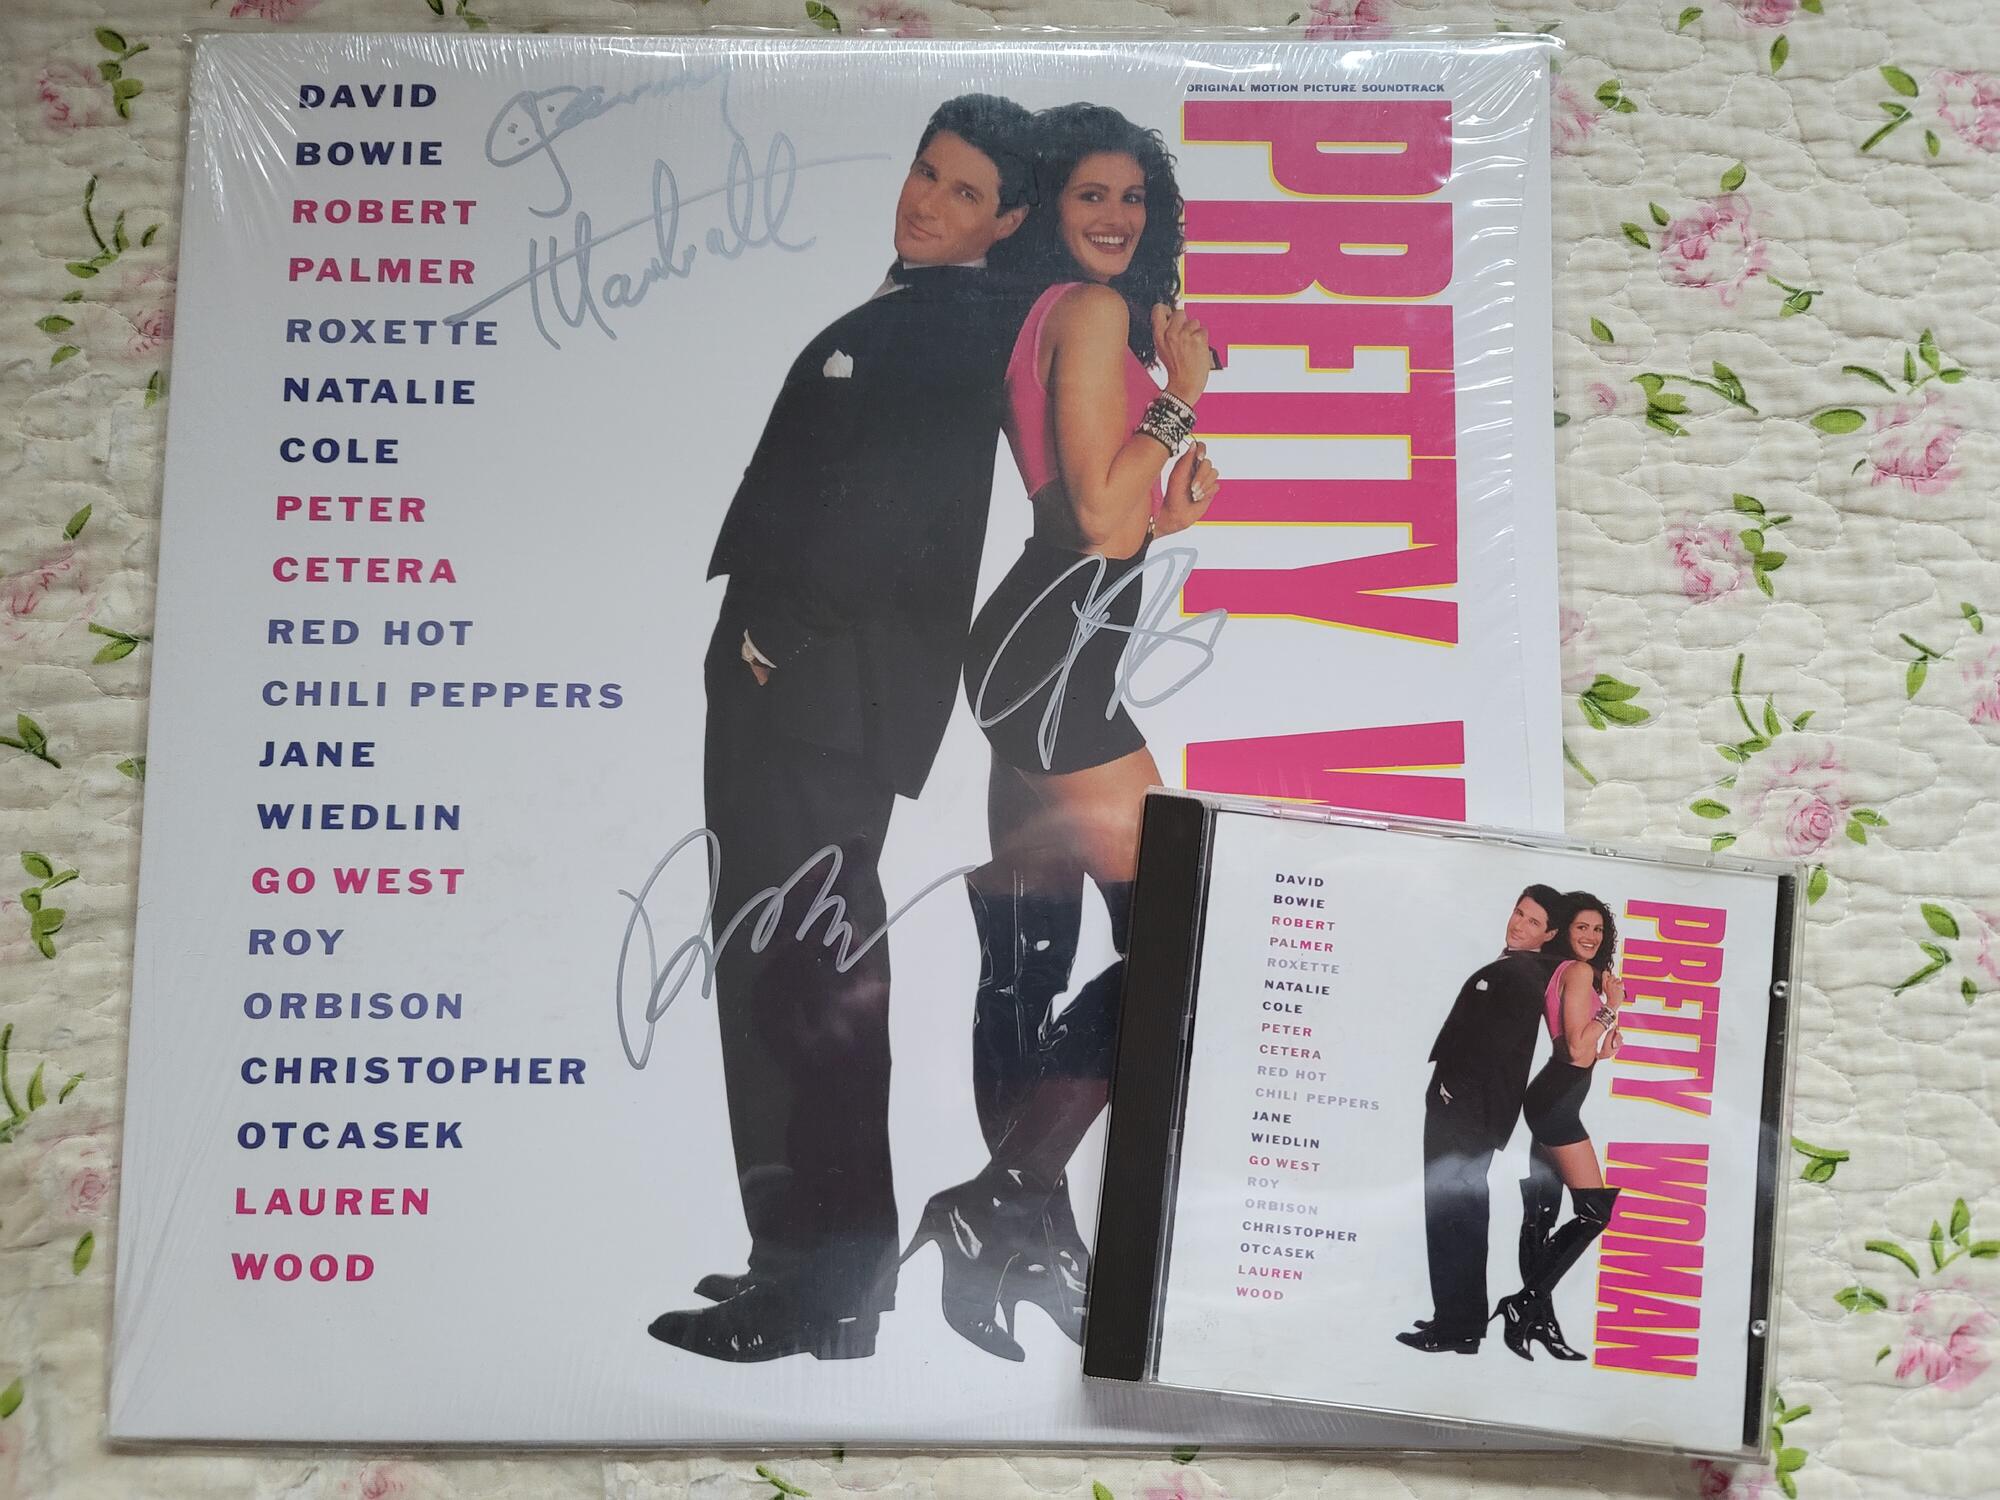 DAVID
BOWIE
ROBERT
PALMER
ROXETTE
NATALIE
COLE
PETER
CETERA
RED HOT
CHILI PEPPERS
JANE
WIEDLIN
GO WEST
ROY
ORBISON
CHRISTOPHER
OTCASEK
LAUREN
WOOD
Garry
Marshall
ORIGINAL MOTION PICTURE SOUNDTRACK
PRETTY W
DAVID
BOWIE
ROBERT
PALMER
ROXETTE
NATALIE
COLE
PETER
CETERA
RED HOT
CHILI PEPPERS
JANE
WIEDLIN
GO WEST
ROY
ORBISON
CHRISTOPHER
OTCASEK
LAUREN
WOOD
PRETTY WOMAN